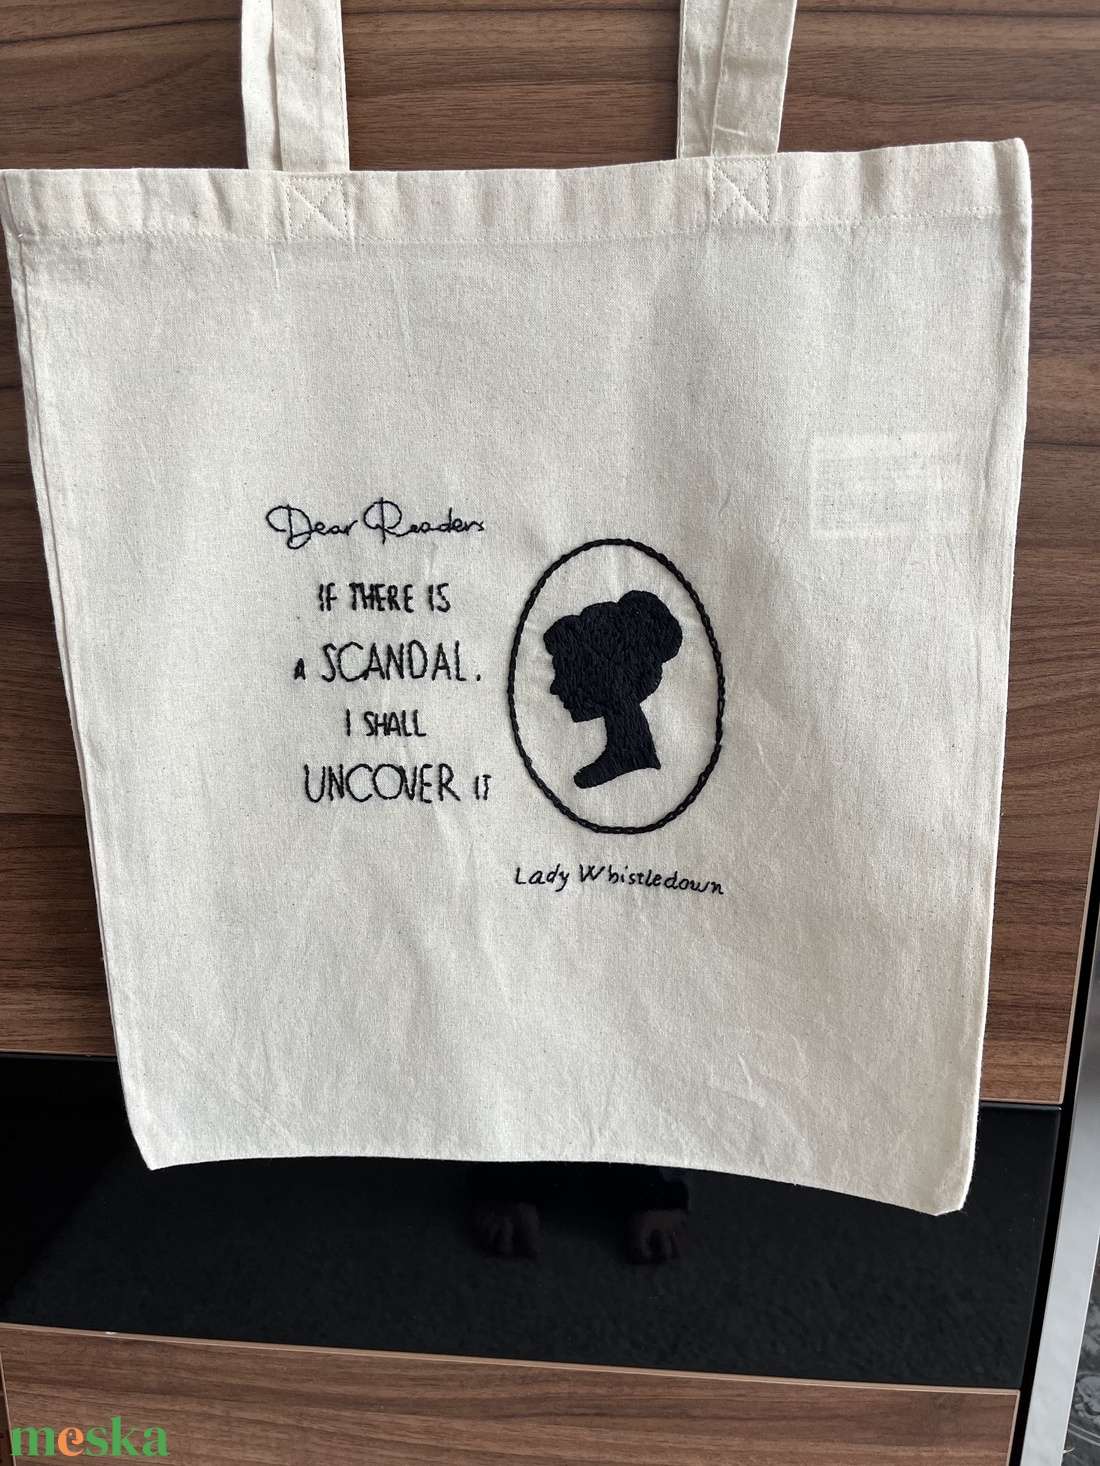 Dear Readers
IF THERE IS
A SCANDAL.
I SHALL
UNCOVER IT
Lady Whistledown
meska